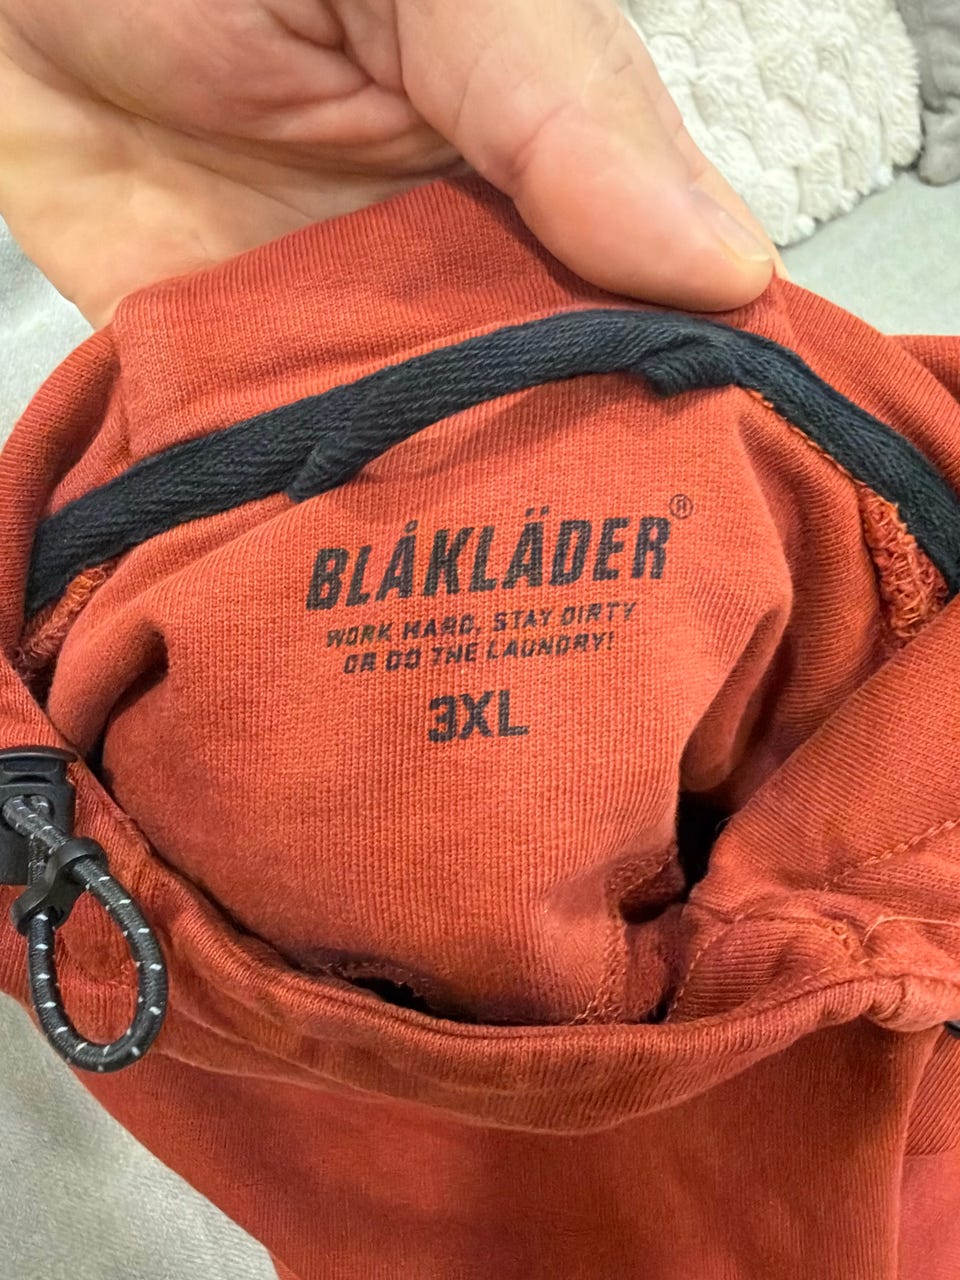 BLÅKLÄDER®
WORK HARD, STAY DIRTY
OR DO THE LAUNDRY!
3XL